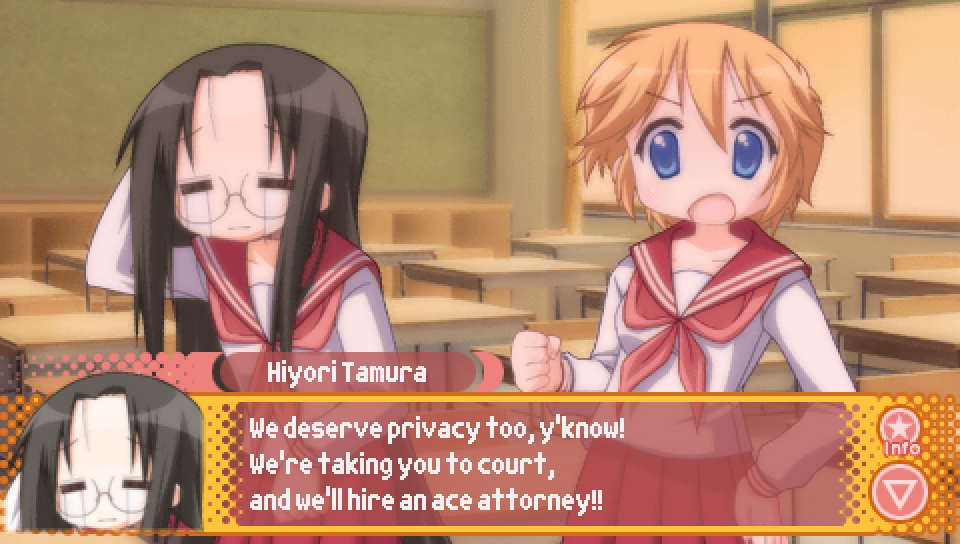 Hiyori Tamura
We deserve privacy too, y'know!
We're taking you to court,
and we'll hire an ace attorney!!
Info